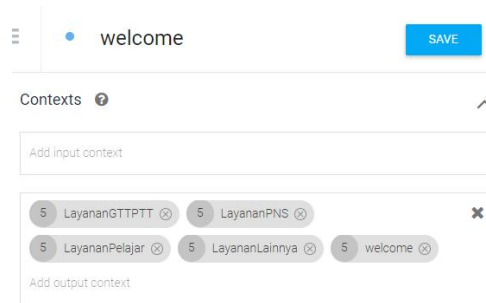 welcome
SAVE
Contexts ?
Add input context
5 LayananGTTPTT 5 LayananPNS
5 LayananPelajar 5 LayananLainnya 5 welcome
Add output context